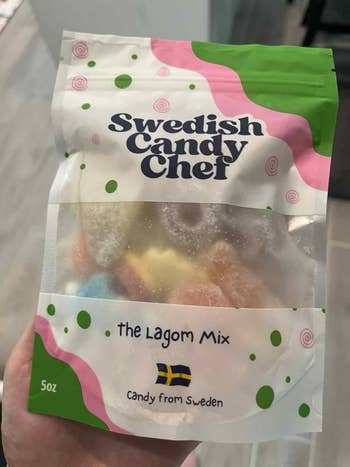 Swedish
Candy
Chef
The Lagom Mix
Candy from Sweden
5oz